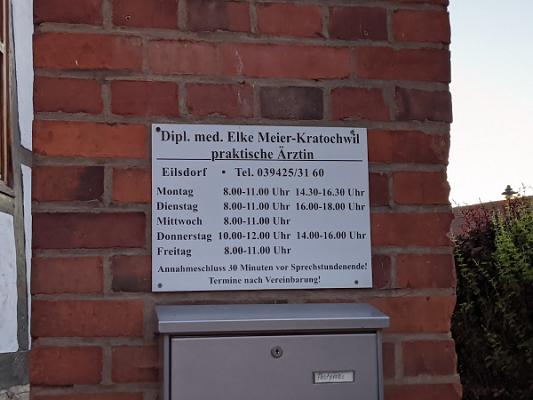 Dipl. med. Elke Meier-Kratochwil
praktische Ärztin
Eilsdorf • Tel. 039425/31 60
Montag 8.00-11.00 Uhr 14.30-16.30 Uhr
Dienstag 8.00-11.00 Uhr 16.00-18.00 Uhr
Mittwoch 8.00-11.00 Uhr
Donnerstag 10.00-12.00 Uhr 14.00-16.00 Uhr
Freitag 8.00-11.00 Uhr
Annahmeschluss 30 Minuten vor Sprechstundenende!
Termine nach Vereinbarung!